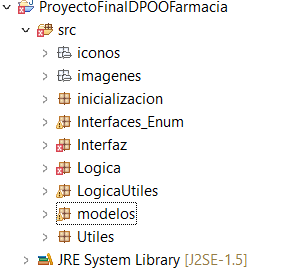 ProyectoFinalDPOOFarmacia
src
iconos
imagenes
inicializacion
Interfaces_Enum
Interfaz
Logica
LogicaUtiles
modelos
Utiles
JRE System Library [J2SE-1.5]